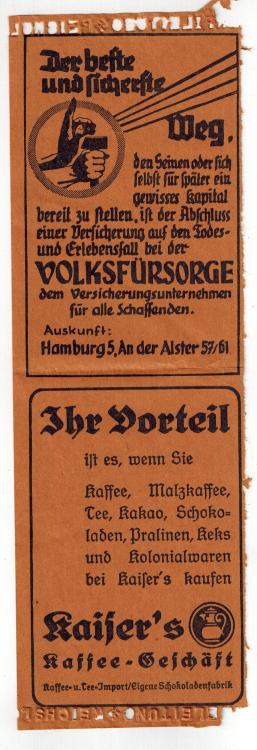 Der beste
und sicherste
Weg,
den Seinen oder sich
selbst für später ein
gewisses Kapital
bereit zu stellen, ist der Abschluss
einer Versicherung auf den Todes-
und Erlebensfall bei der
VOLKSFÜRSORGE
dem Versicherungsunternehmen
für alle Schaffenden.
Auskunft:
Hamburg 5, An der Alster 57/61
Ihr Vorteil
ist es, wenn Sie
Kaffee, Malzkaffee,
Tee, Kakao, Schoko-
laden, Pralinen, Keks
und Kolonialwaren
bei Kaiser's kaufen
Kaiser's
Kaffee-Geschäft
Kaffee- u. Tee-Import/Eigene Schokoladenfabrik